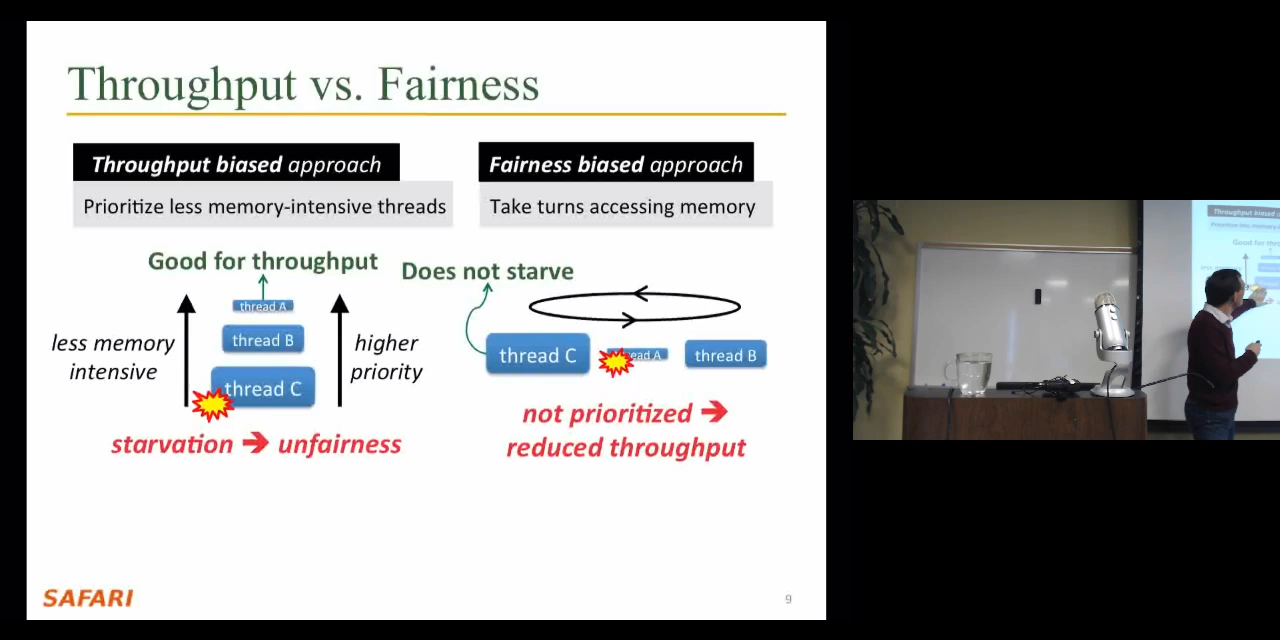 Throughput vs. Fairness
Throughput biased approach
Prioritize less memory-intensive threads
Good for throughput
thread A
thread B
thread C
less memory
intensive
higher
priority
starvation ➔ unfairness
Fairness biased approach
Take turns accessing memory
Does not starve
thread C
thread B
not prioritized ➔
reduced throughput
SAFARI
9
Throughput biased